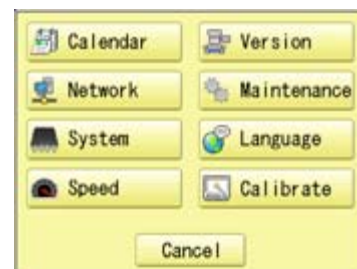 Calendar
Version
Network
Maintenance
System
Language
Speed
Calibrate
Cancel